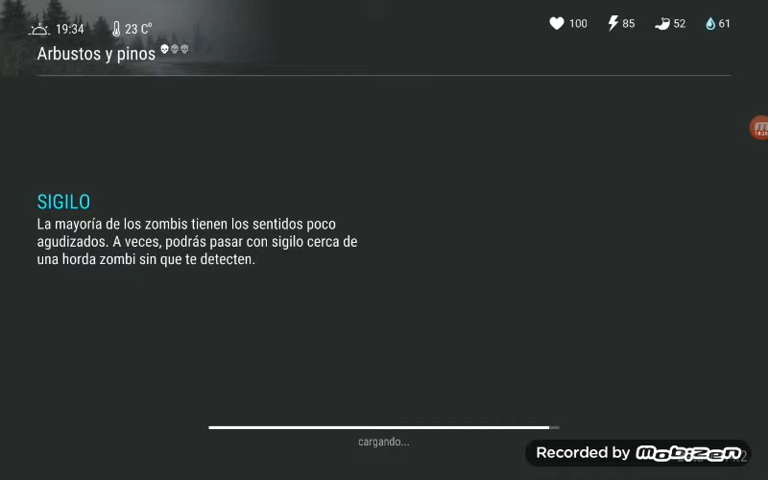 19:34 23 C° 100 85 52 61
Arbustos y pinos
SIGILO
La mayoría de los zombis tienen los sentidos poco
agudizados. A veces, podrás pasar con sigilo cerca de
una horda zombi sin que te detecten.
cargando...
Recorded by mobizen